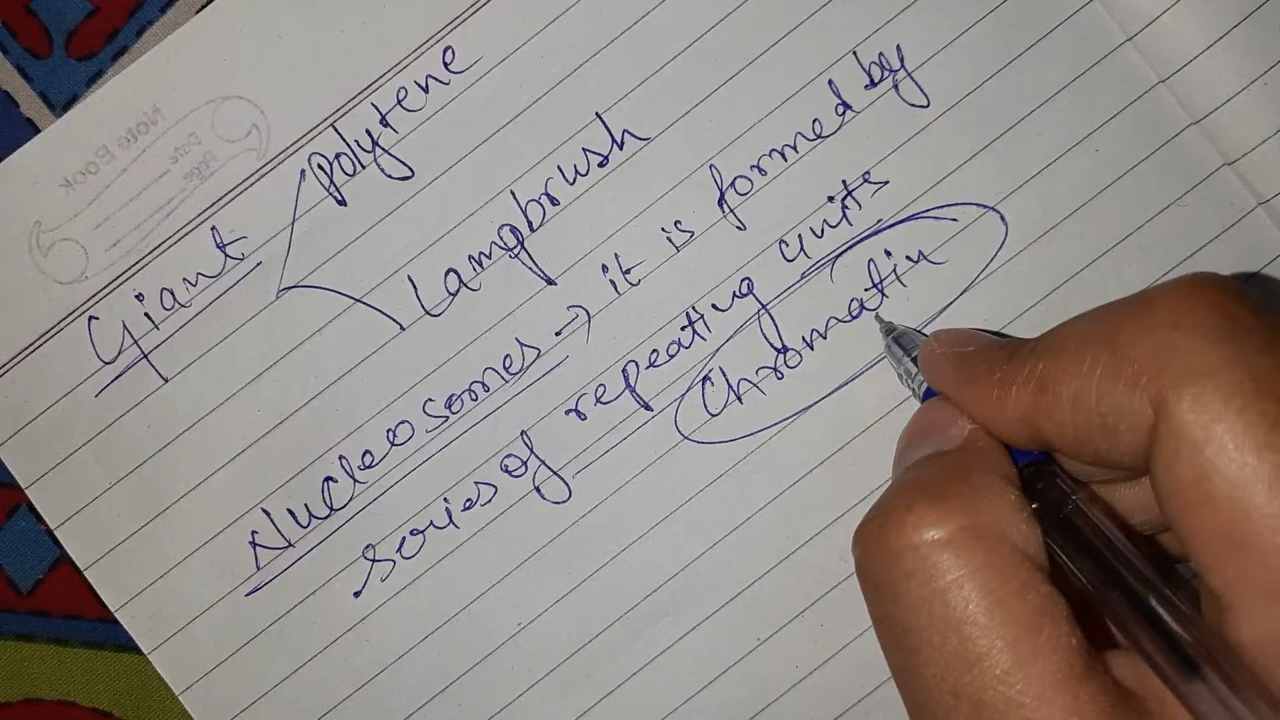 Polytene
Giant
Lampbrush
Nucleosomes → it is formed by
series of repeating units
Chromatin
Note Book
Date
Page